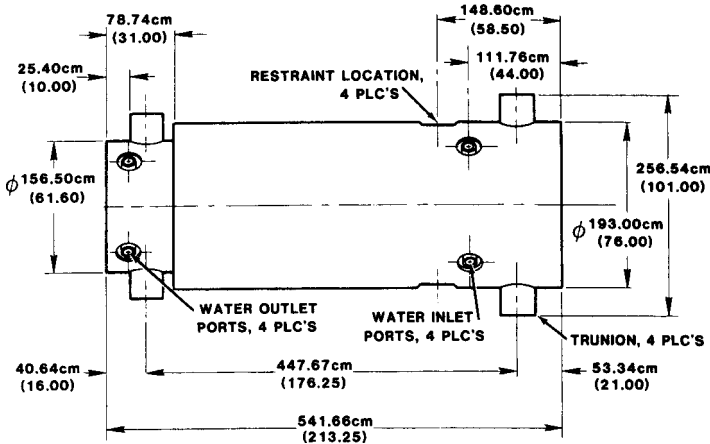 78.74cm
(31.00)
148.60cm
(58.50)
25.40cm
(10.00)
RESTRAINT LOCATION,
4 PLC'S
111.76cm
(44.00)
ϕ156.50cm
(61.60)
256.54cm
(101.00)
ϕ193.00cm
(76.00)
WATER OUTLET
PORTS, 4 PLC'S
WATER INLET
PORTS, 4 PLC'S
TRUNION, 4 PLC'S
40.64cm
(16.00)
447.67cm
(176.25)
53.34cm
(21.00)
541.66cm
(213.25)